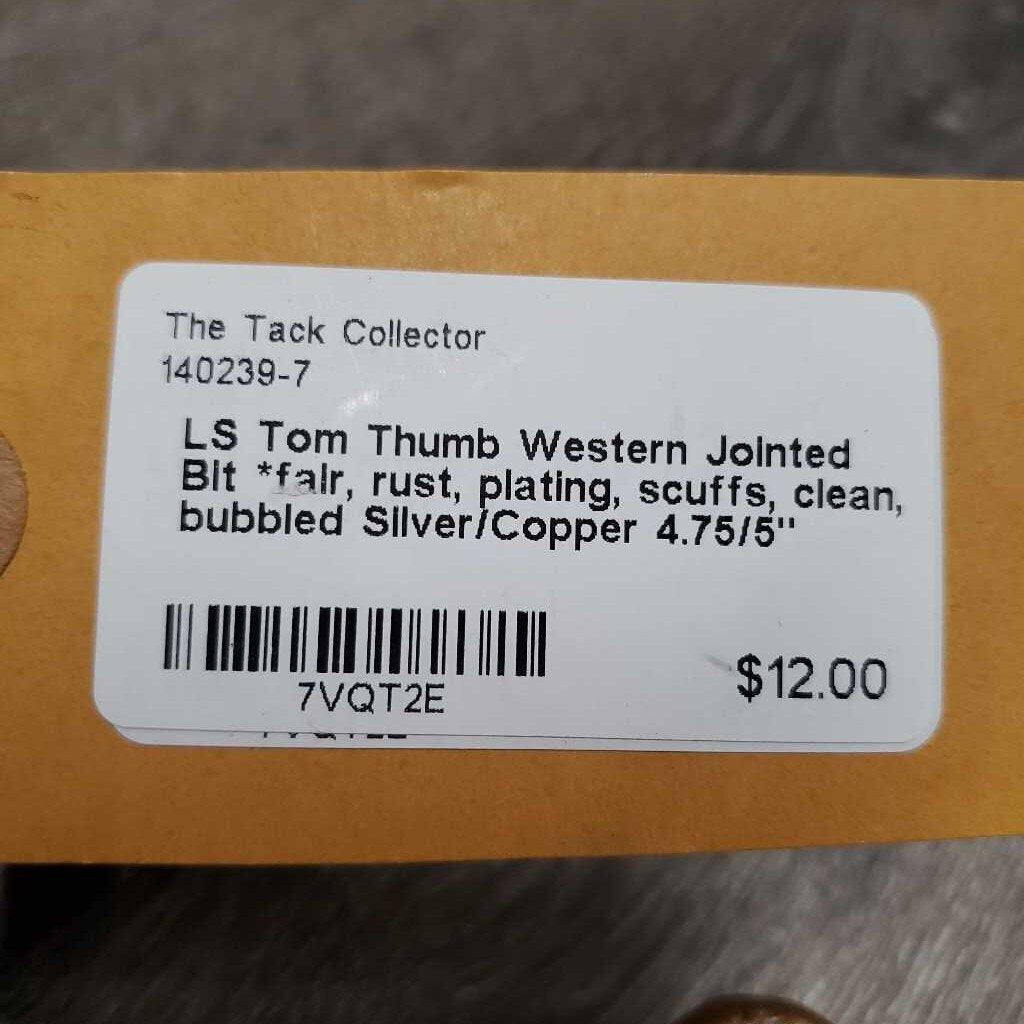 The Tack Collector
140239-7
LS Tom Thumb Western Jointed
Bit *fair, rust, plating, scuffs, clean,
bubbled Silver/Copper 4.75/5"
7VQT2E
$12.00